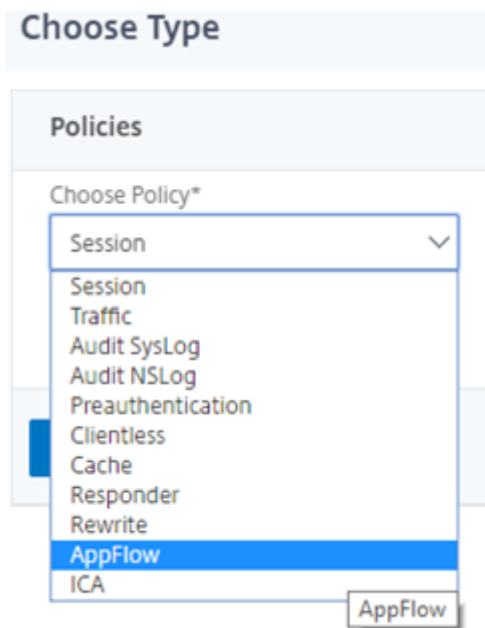 Choose Type
Policies
Choose Policy*
Session
Session
Traffic
Audit SysLog
Audit NSLog
Preauthentication
Clientless
Cache
Responder
Rewrite
AppFlow
ICA
AppFlow